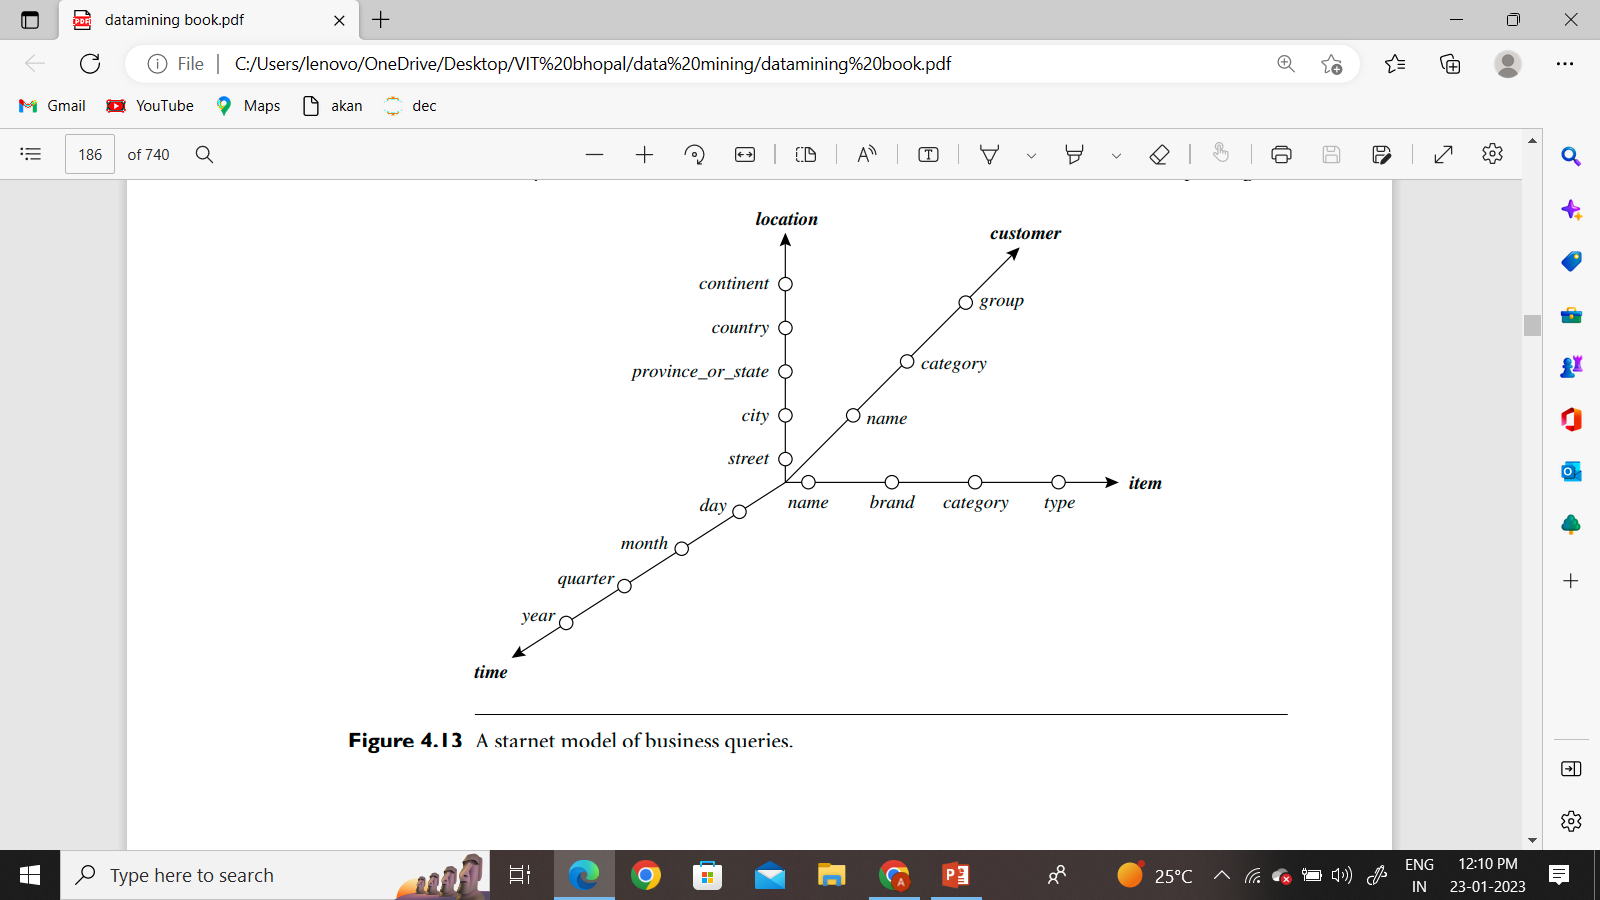 datamining book.pdf
File
C:/Users/lenovo/OneDrive/Desktop/VIT%20bhopal/data%20mining/datamining%20book.pdf
Gmail
YouTube
Maps
akan
dec
186
of 740
location
customer
continent
group
country
category
province_or_state
city
name
street
item
day
name
brand
category
type
month
quarter
year
time
Figure 4.13 A starnet model of business queries.
Type here to search
25°C
ENG
IN
12:10 PM
23-01-2023